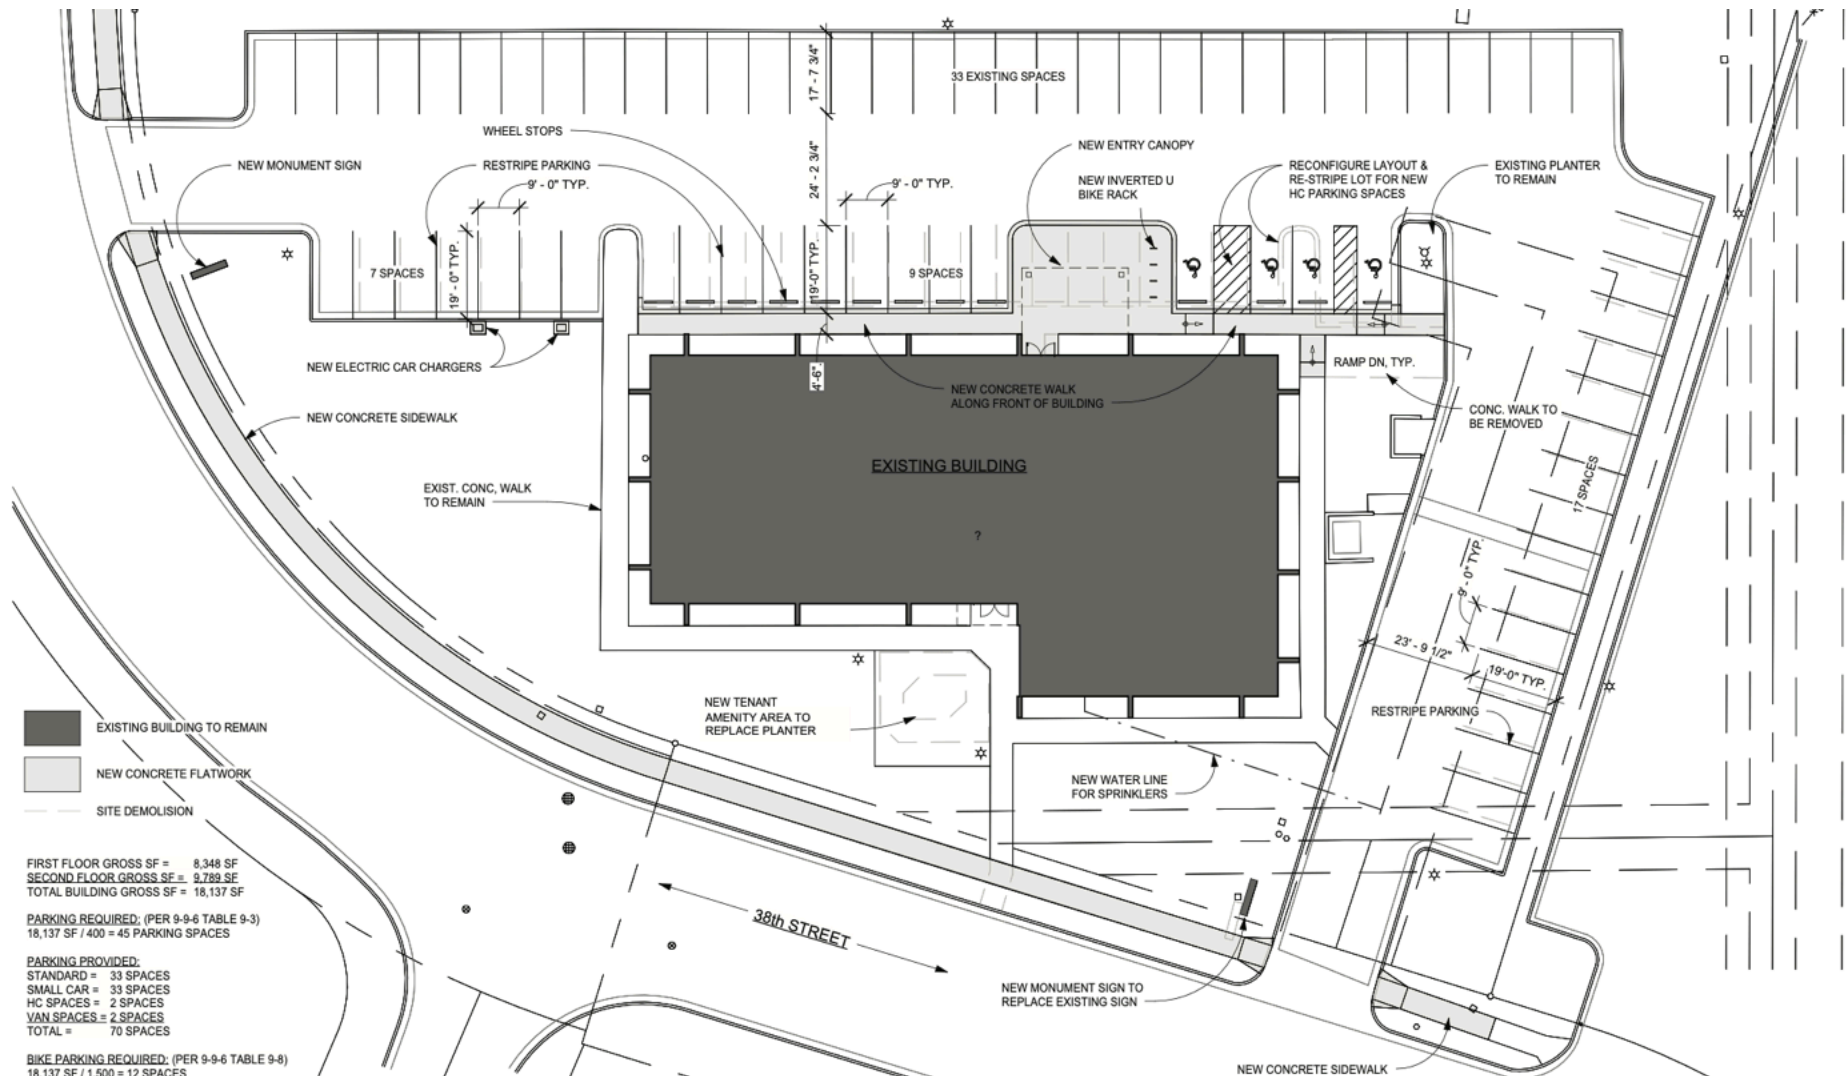 33 EXISTING SPACES
17' - 7 3/4"
WHEEL STOPS
NEW MONUMENT SIGN
RESTRIPE PARKING
9' - 0" TYP.
24' - 2 3/4"
9' - 0" TYP.
NEW ENTRY CANOPY
NEW INVERTED U
BIKE RACK
RECONFIGURE LAYOUT &
RE-STRIPE LOT FOR NEW
HC PARKING SPACES
EXISTING PLANTER
TO REMAIN
7 SPACES
19' - 0" TYP.
19'-0" TYP.
9 SPACES
NEW ELECTRIC CAR CHARGERS
4'-6"
NEW CONCRETE WALK
ALONG FRONT OF BUILDING
RAMP DN, TYP.
CONC. WALK TO
BE REMOVED
NEW CONCRETE SIDEWALK
EXISTING BUILDING
?
EXIST. CONC, WALK
TO REMAIN
17 SPACES
9' - 0" TYP.
23' - 9 1/2"
19'-0" TYP.
RESTRIPE PARKING
NEW TENANT
AMENITY AREA TO
REPLACE PLANTER
NEW WATER LINE
FOR SPRINKLERS
EXISTING BUILDING TO REMAIN
NEW CONCRETE FLATWORK
SITE DEMOLISION
FIRST FLOOR GROSS SF = 8,348 SF
SECOND FLOOR GROSS SF = 9,789 SF
TOTAL BUILDING GROSS SF = 18,137 SF
PARKING REQUIRED: (PER 9-9-6 TABLE 9-3)
18,137 SF / 400 = 45 PARKING SPACES
PARKING PROVIDED:
STANDARD = 33 SPACES
SMALL CAR = 33 SPACES
HC SPACES = 2 SPACES
VAN SPACES = 2 SPACES
TOTAL = 70 SPACES
BIKE PARKING REQUIRED: (PER 9-9-6 TABLE 9-8)
18,137 SF / 1,500 = 12 SPACES
38th STREET
NEW MONUMENT SIGN TO
REPLACE EXISTING SIGN
NEW CONCRETE SIDEWALK